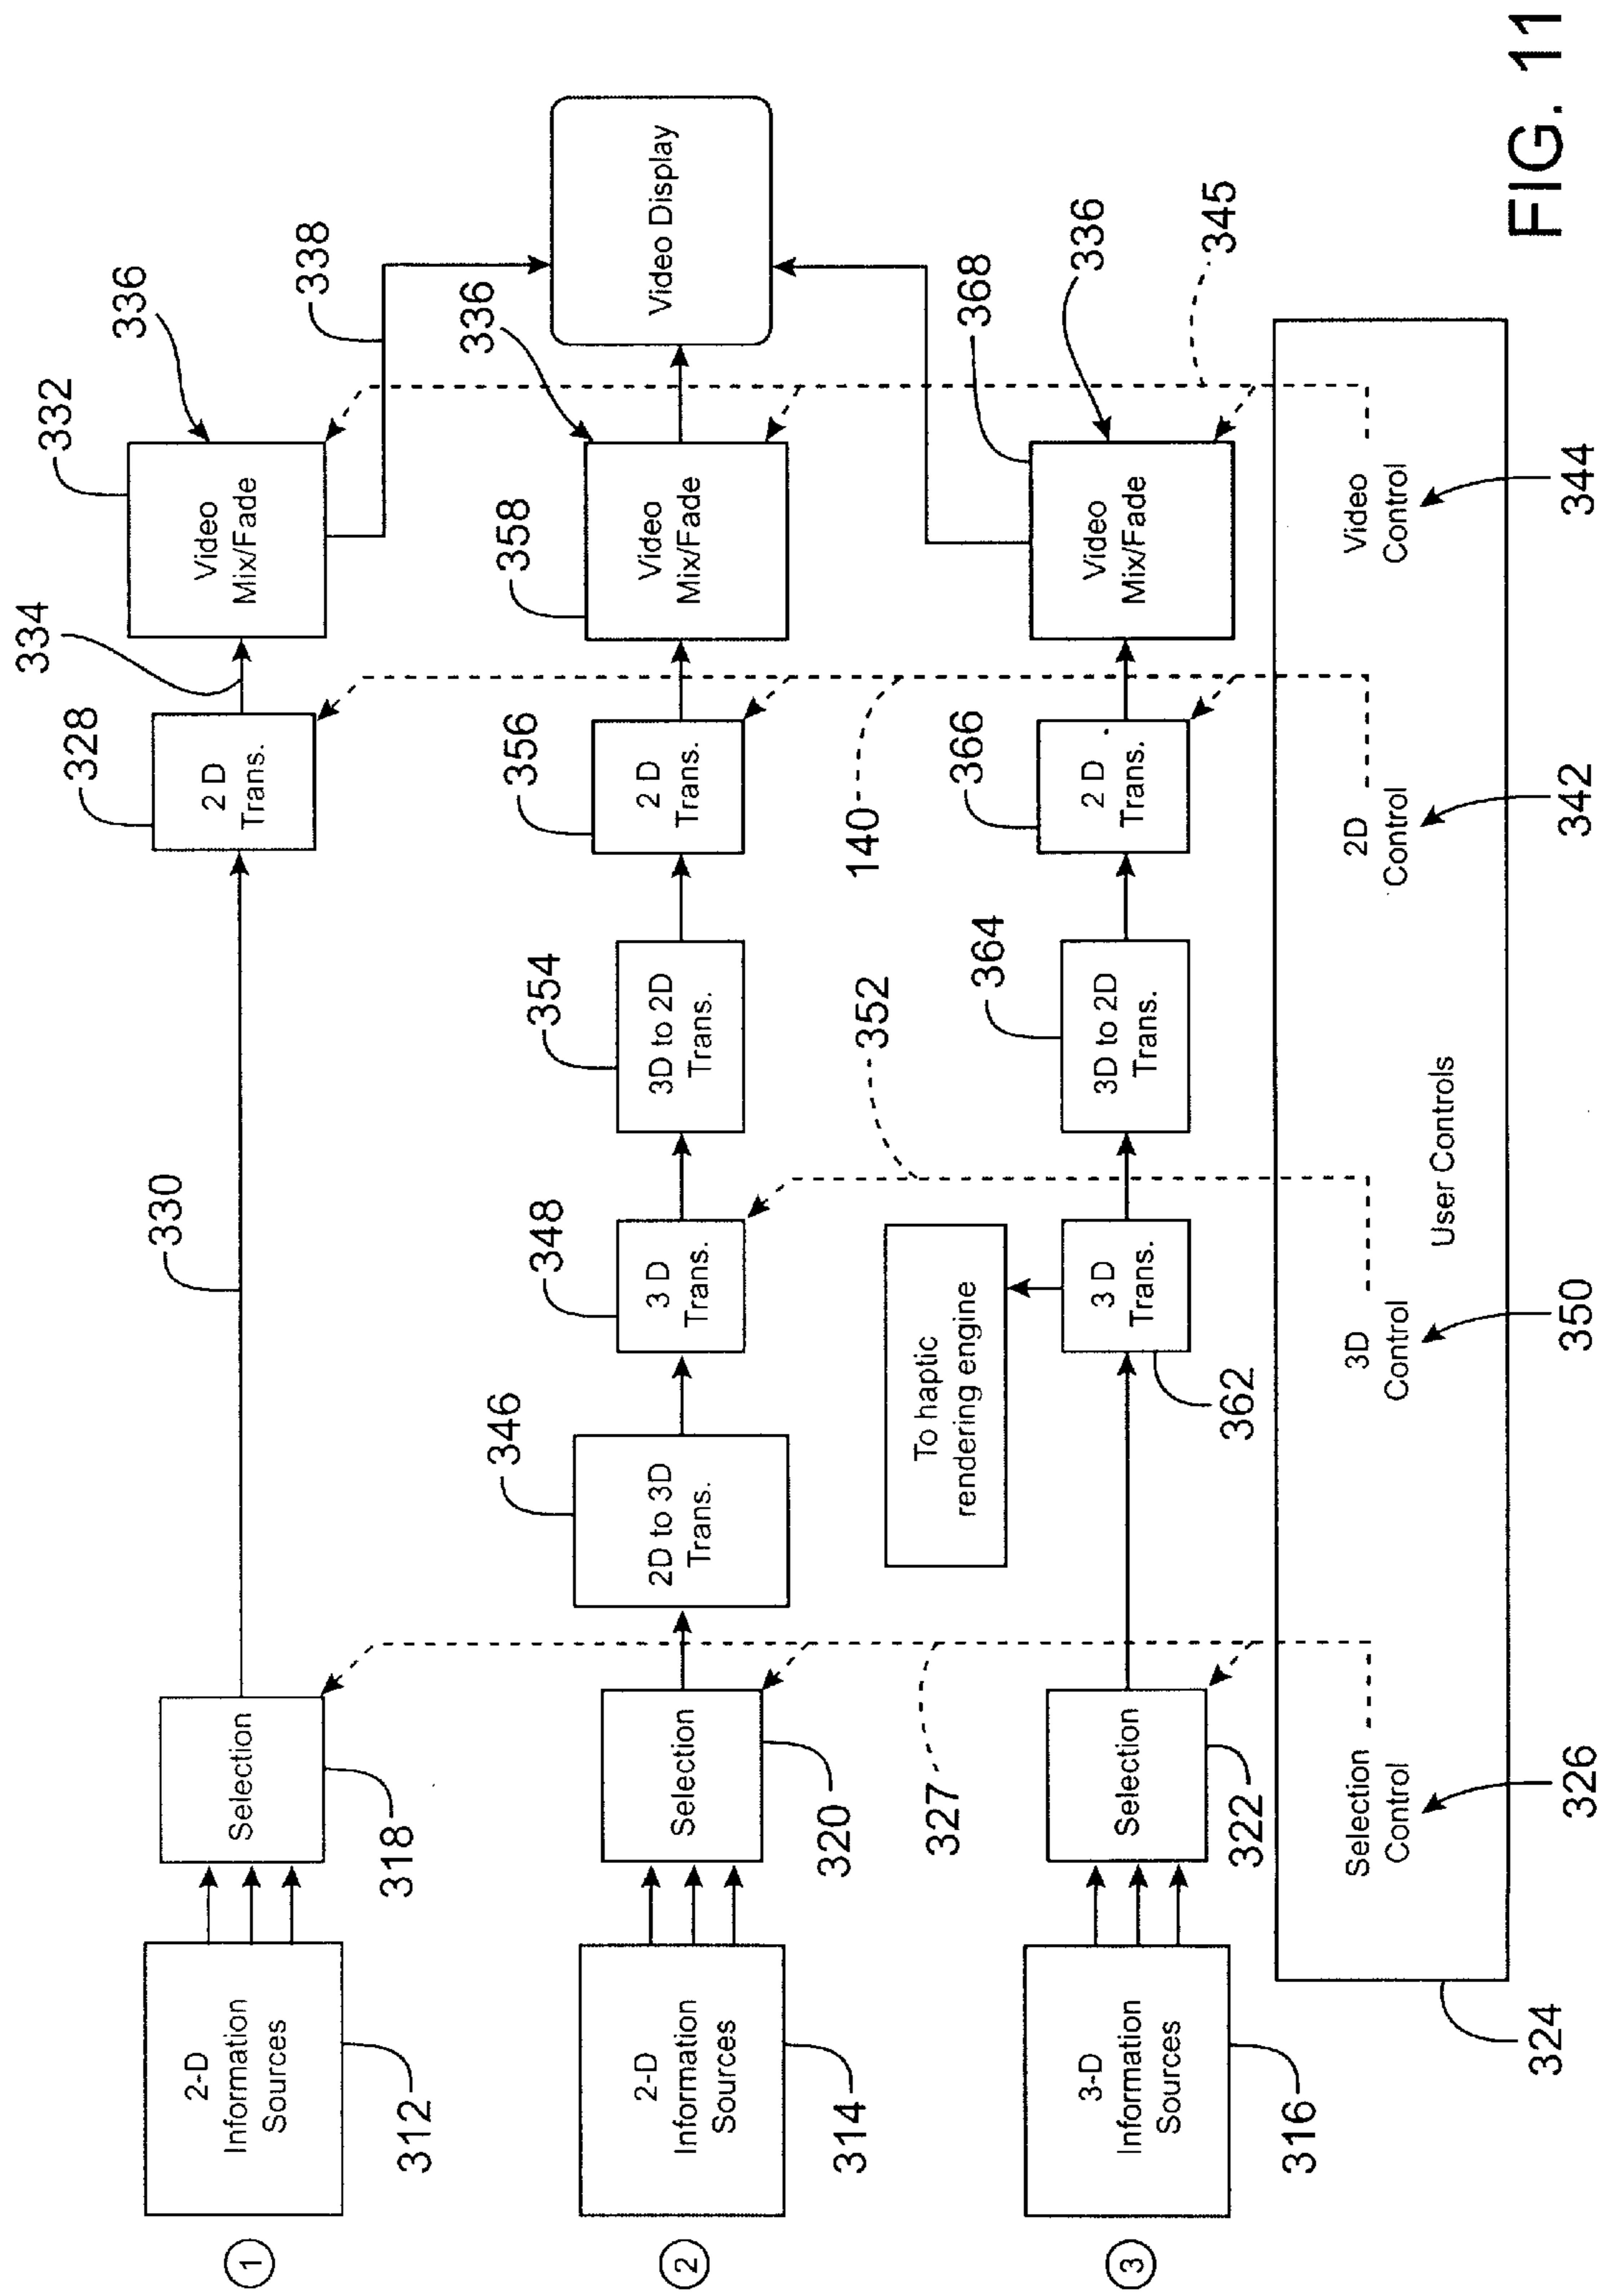 1
2-D
Information
Sources
312
Selection
318
330
2 D
Trans.
328
334
Video
Mix/Fade
332
336
338
2
2-D
Information
Sources
314
Selection
320
2D to 3D
Trans.
346
3 D
Trans.
348
3D to 2D
Trans.
354
2 D
Trans.
356
Video
Mix/Fade
358
336
Video Display
327
352
140
3
3-D
Information
Sources
316
Selection
322
To haptic
rendering engine
3 D
Trans.
362
3D to 2D
Trans.
364
2 D
Trans.
366
Video
Mix/Fade
368
336
345
Selection
Control
326
3D
Control
350
2D
Control
342
Video
Control
344
User Controls
324
FIG. 11